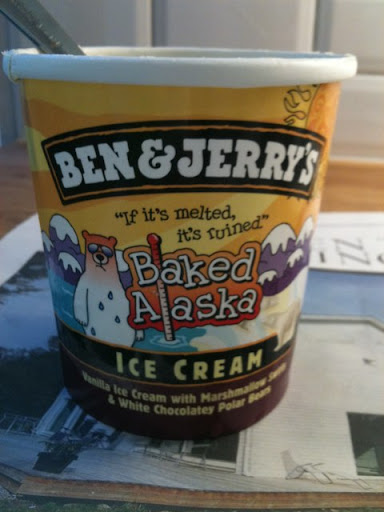 BEN & JERRY'S
"If it's melted,
it's ruined"
Baked
Alaska
ICE CREAM
Vanilla Ice Cream with Marshmallow
& White Chocolatey Polar Bears